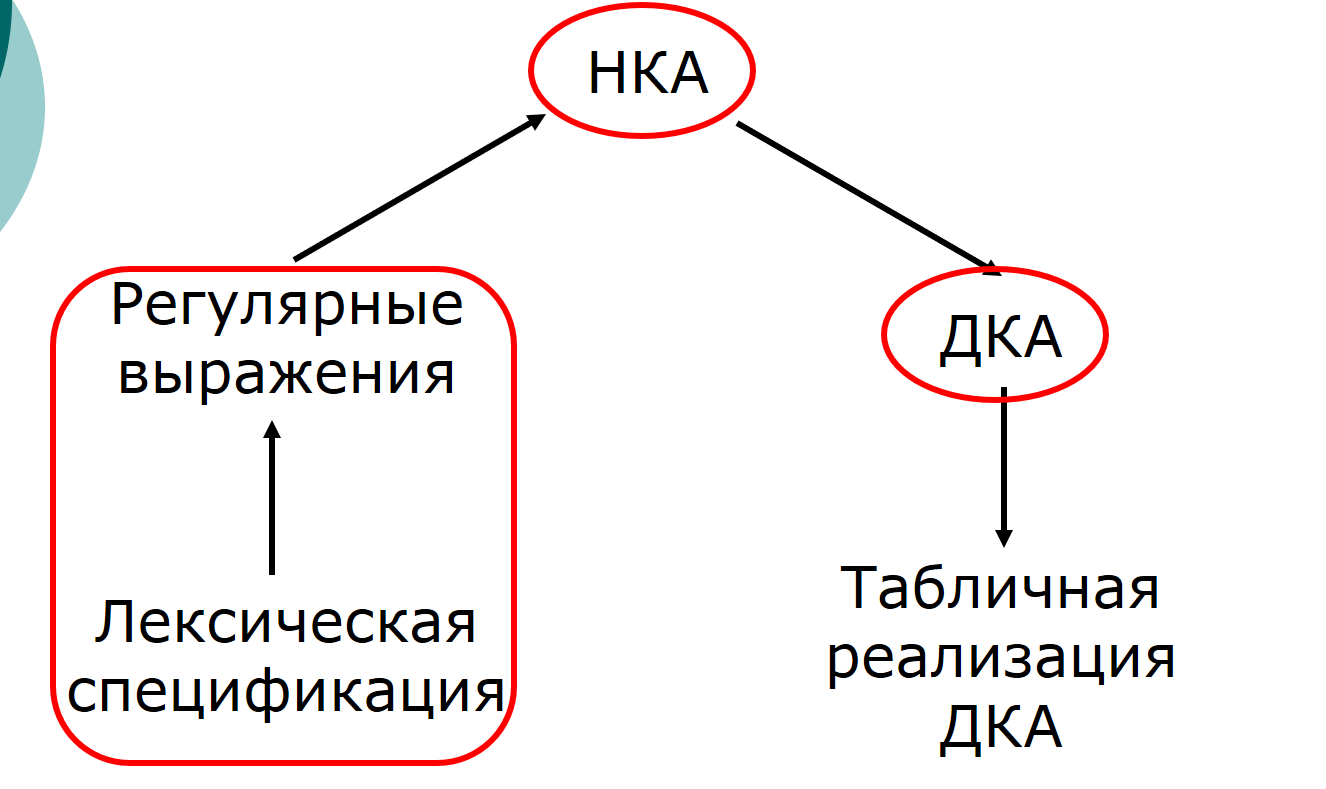 НКА
Регулярные
выражения
ДКА
Лексическая
спецификация
Табличная
реализация
ДКА